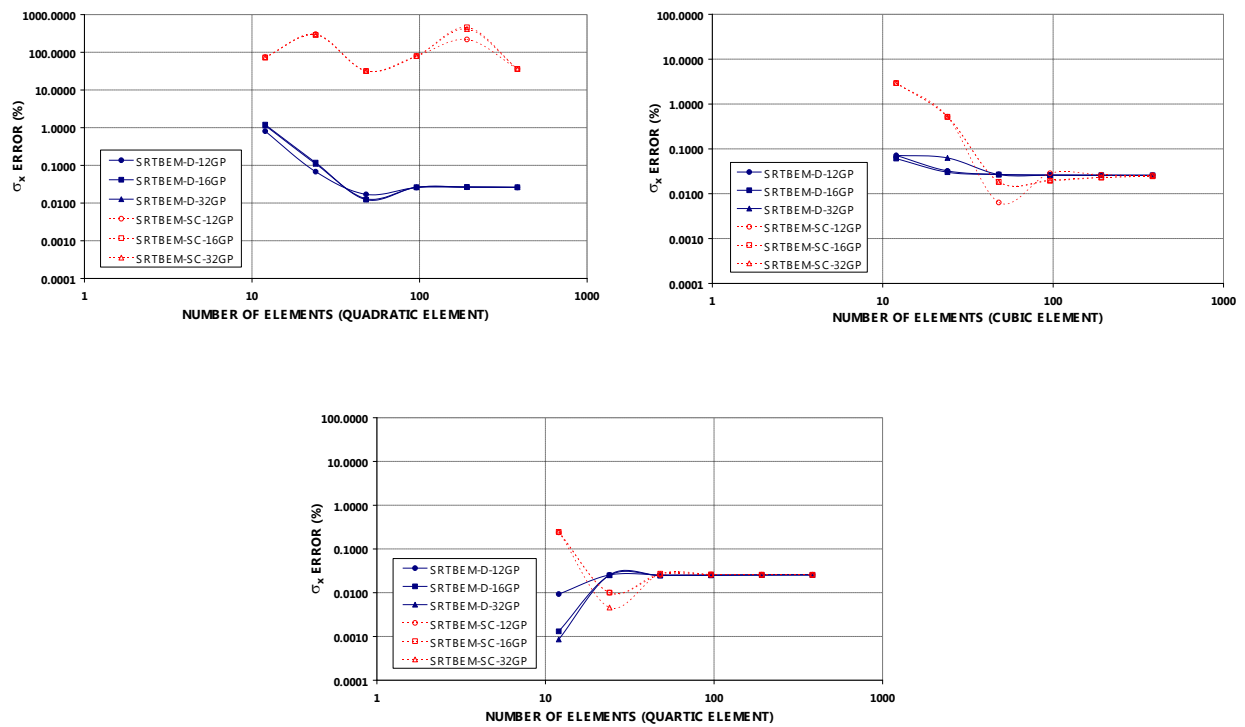 1000.0000
100.0000
10.0000
1.0000
0.1000
0.0100
0.0010
0.0001
σx ERROR (%)
SRTBEM-D-12GP
SRTBEM-D-16GP
SRTBEM-D-32GP
SRTBEM-SC-12GP
SRTBEM-SC-16GP
SRTBEM-SC-32GP
1 10 100 1000
NUMBER OF ELEMENTS (QUADRATIC ELEMENT)
100.0000
10.0000
1.0000
0.1000
0.0100
0.0010
0.0001
σx ERROR (%)
SRTBEM-D-12GP
SRTBEM-D-16GP
SRTBEM-D-32GP
SRTBEM-SC-12GP
SRTBEM-SC-16GP
SRTBEM-SC-32GP
1 10 100 1000
NUMBER OF ELEMENTS (CUBIC ELEMENT)
100.0000
10.0000
1.0000
0.1000
0.0100
0.0010
0.0001
σx ERROR (%)
SRTBEM-D-12GP
SRTBEM-D-16GP
SRTBEM-D-32GP
SRTBEM-SC-12GP
SRTBEM-SC-16GP
SRTBEM-SC-32GP
1 10 100 1000
NUMBER OF ELEMENTS (QUARTIC ELEMENT)